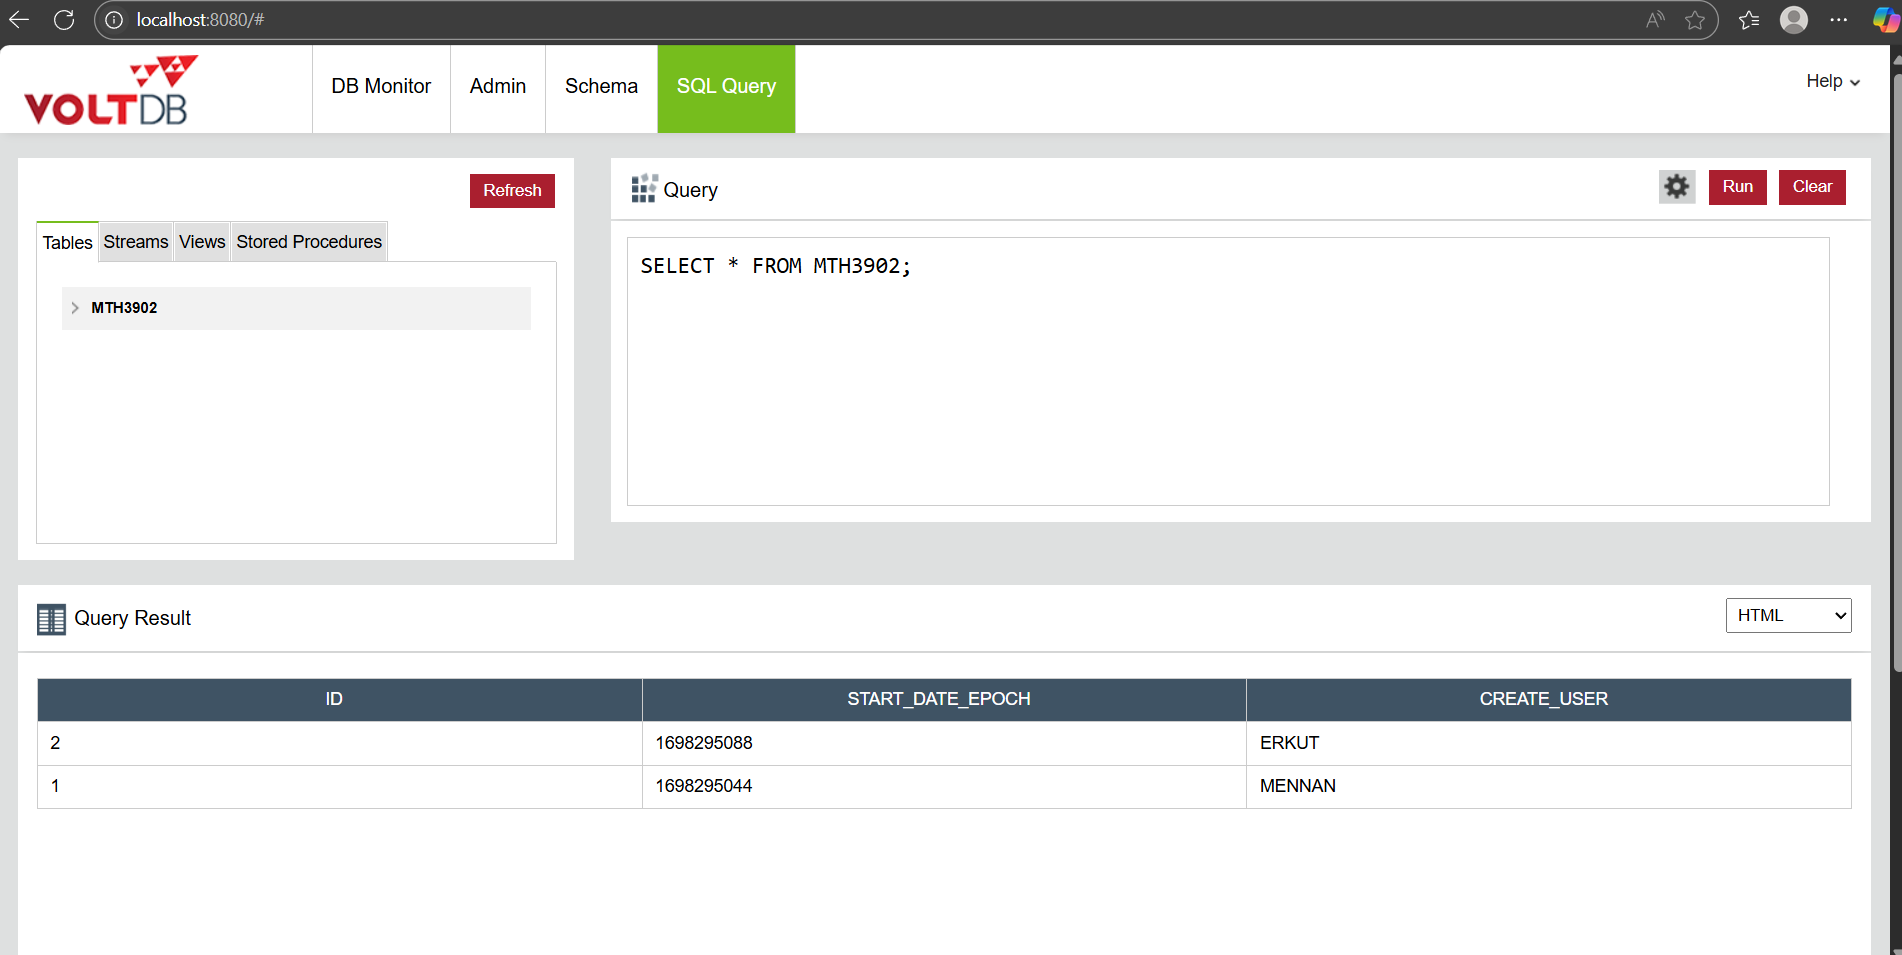 localhost:8080/#
VOLTDB
DB Monitor
Admin
Schema
SQL Query
Help
Refresh
Tables
Streams
Views
Stored Procedures
MTH3902
Query
Run
Clear
SELECT * FROM MTH3902;
Query Result
HTML
ID START_DATE_EPOCH CREATE_USER
2 1698295088 ERKUT
1 1698295044 MENNAN